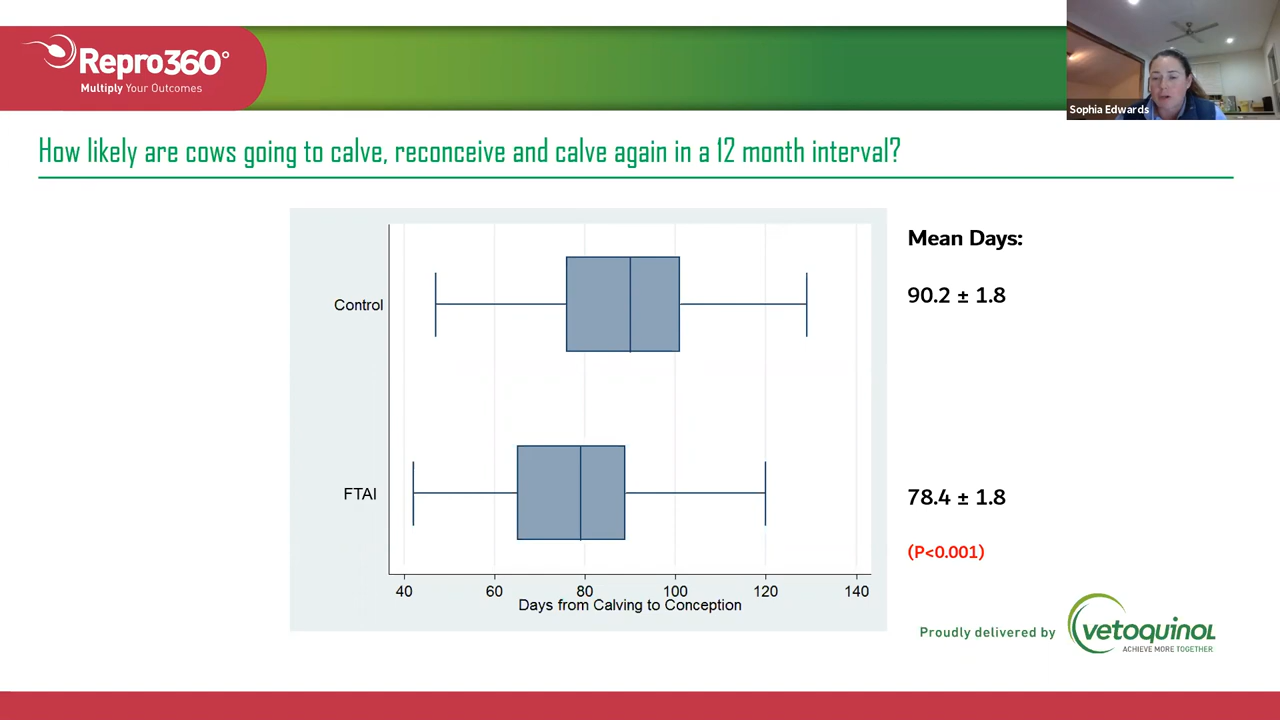 Repro360°
Multiply Your Outcomes
Sophia Edwards
How likely are cows going to calve, reconceive and calve again in a 12 month interval?
Mean Days:
Control
90.2 ± 1.8
FTAI
78.4 ± 1.8
(P<0.001)
40 60 80 100 120 140
Days from Calving to Conception
Proudly delivered by
vetoquinol
ACHIEVE MORE TOGETHER